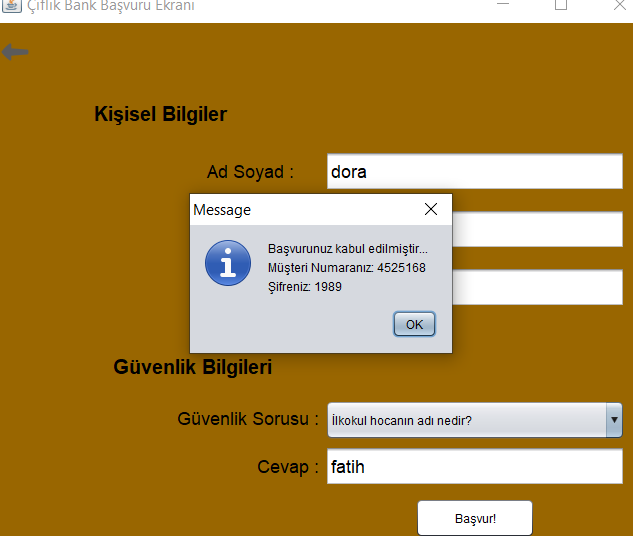 Çiftlik Bank Başvuru Ekranı
Kişisel Bilgiler
Ad Soyad :
dora
Message
Başvurunuz kabul edilmiştir...
Müşteri Numaranız: 4525168
Şifreniz: 1989
OK
Güvenlik Bilgileri
Güvenlik Sorusu :
İlkokul hocanın adı nedir?
Cevap :
fatih
Başvur!